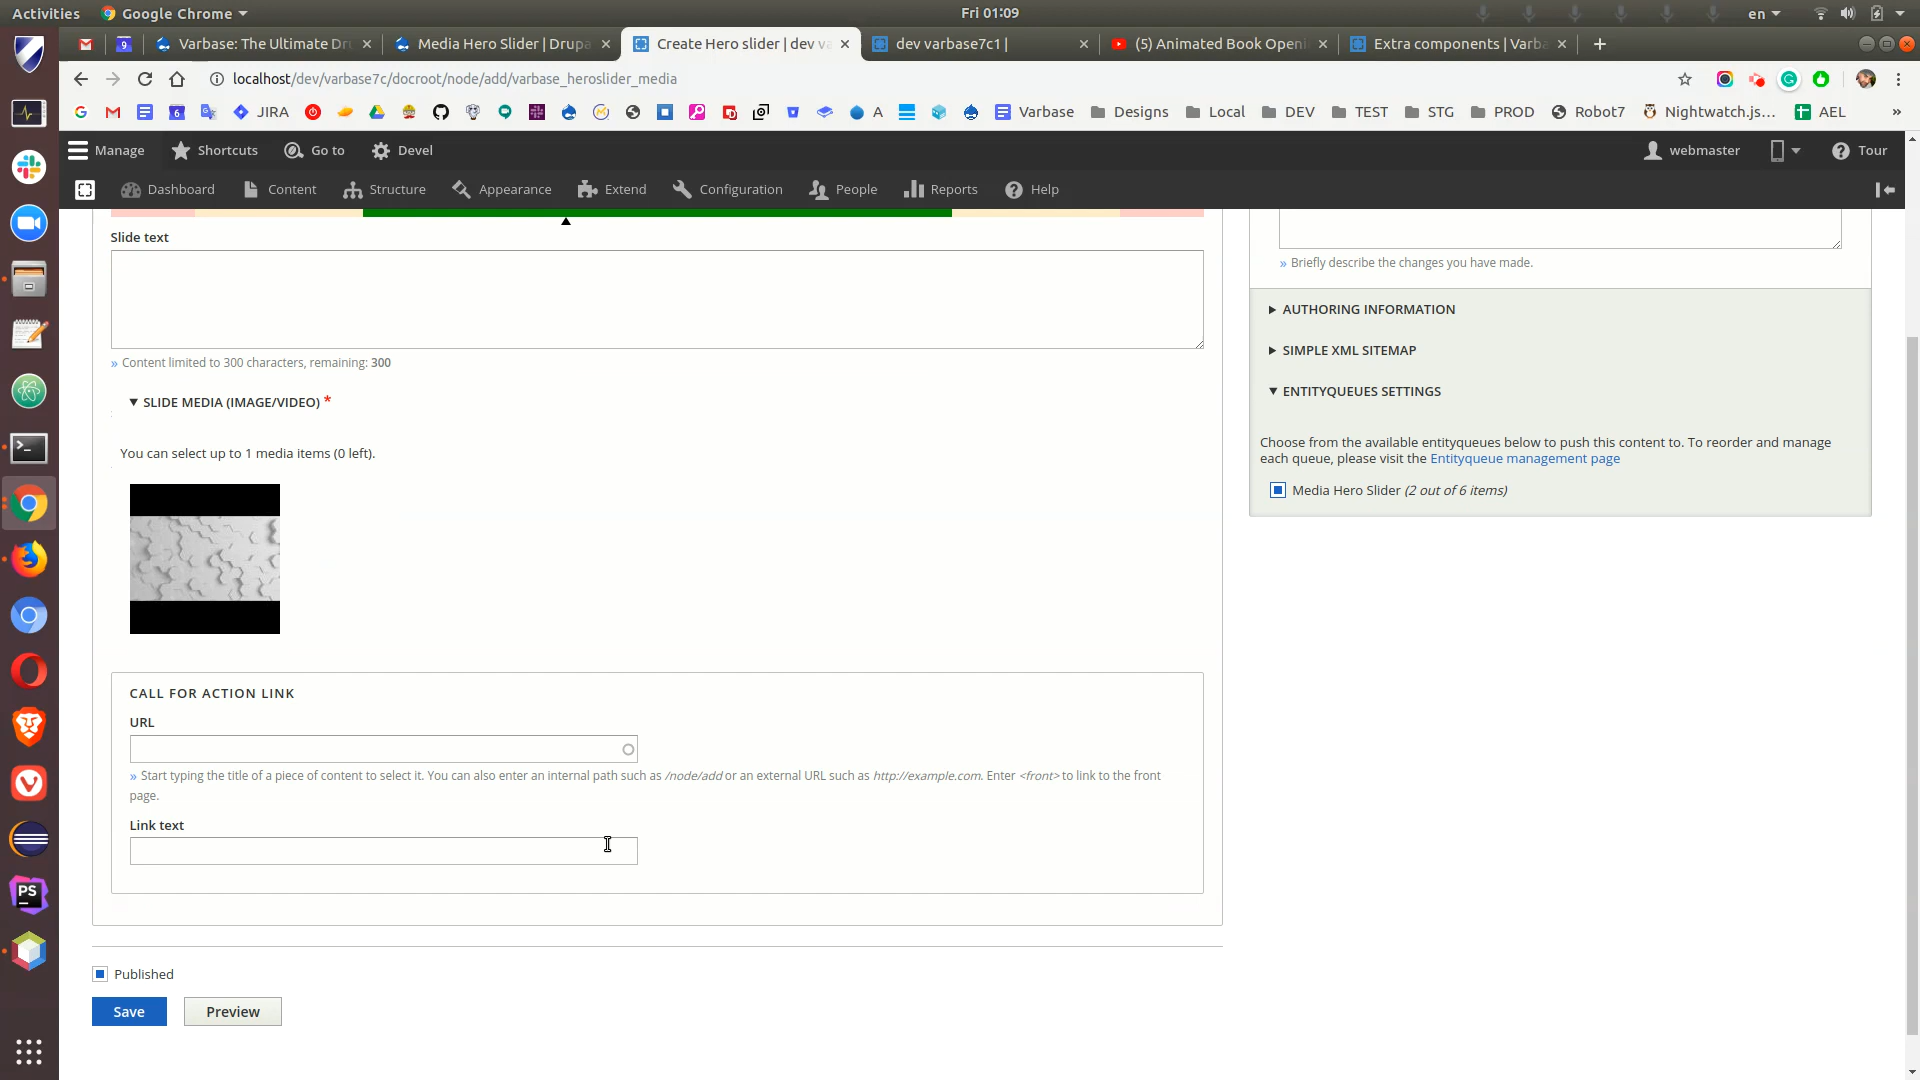 Activities
Google Chrome
Fri 01:09
en
9
Varbase: The Ultimate Dr
Media Hero Slider | Drupa
Create Hero slider | dev va
dev varbase7c1 |
(5) Animated Book Openi
Extra components | Varba
localhost/dev/varbase7c/docroot/node/add/varbase_heroslider_media
6
JIRA
A
Varbase
Designs
Local
DEV
TEST
STG
PROD
Robot7
Nightwatch.js...
AEL
»
Manage
Shortcuts
Go to
Devel
webmaster
Tour
Dashboard
Content
Structure
Appearance
Extend
Configuration
People
Reports
Help
Slide text
» Content limited to 300 characters, remaining: 300
SLIDE MEDIA (IMAGE/VIDEO) *
You can select up to 1 media items (0 left).
CALL FOR ACTION LINK
URL
» Start typing the title of a piece of content to select it. You can also enter an internal path such as /node/add or an external URL such as http://example.com. Enter <front> to link to the front
page.
Link text
Published
Save
Preview
» Briefly describe the changes you have made.
AUTHORING INFORMATION
SIMPLE XML SITEMAP
ENTITYQUEUES SETTINGS
Choose from the available entityqueues below to push this content to. To reorder and manage
each queue, please visit the Entityqueue management page
Media Hero Slider (2 out of 6 items)
PS